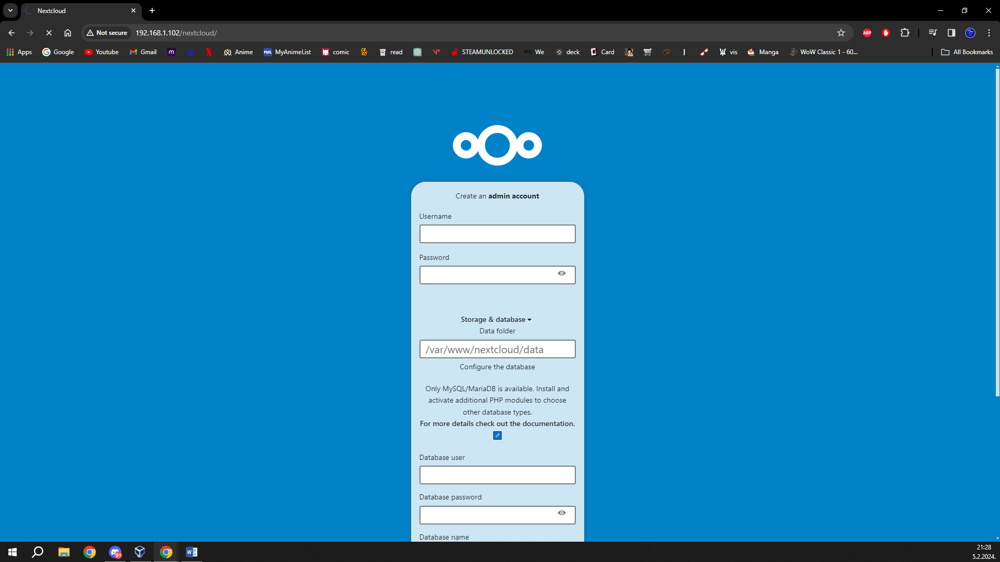 Nextcloud
Not secure
192.168.1.102/nextcloud/
ABP
Apps
Google
Youtube
Gmail
m
N
Anime
MAL
MyAnimeList
comic
read
STEAMUNLOCKED
We
deck
Card
vis
Manga
WoW Classic 1 - 60...
All Bookmarks
Create an admin account
Username
Password
Storage & database
Data folder
/var/www/nextcloud/data
Configure the database
Only MySQL/MariaDB is available. Install and
activate additional PHP modules to choose
other database types.
For more details check out the documentation.
Database user
Database password
Database name
9+
W
21:28
5.2.2024.